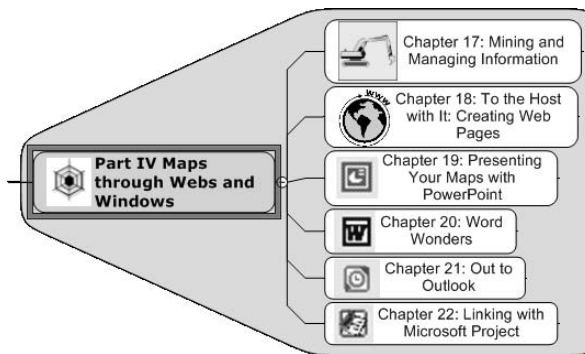 Part IV Maps
through Webs and
Windows
Chapter 17: Mining and
Managing Information
WWW
Chapter 18: To the Host
with It: Creating Web
Pages
Chapter 19: Presenting
Your Maps with
PowerPoint
W
Chapter 20: Word
Wonders
Chapter 21: Out to
Outlook
Chapter 22: Linking with
Microsoft Project